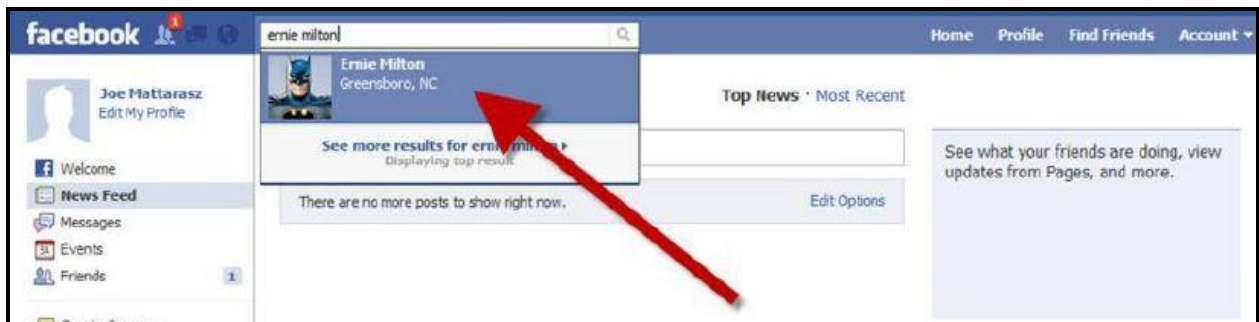 facebook
1
ernie milton
Home Profile Find Friends Account
Ernie Milton
Greensboro, NC
Joe Mattarasz
Edit My Profile
Top News · Most Recent
See more results for ernie
Displaying top result
See what your friends are doing, view
updates from Pages, and more.
Welcome
News Feed
There are no more posts to show right now. Edit Options
Messages
31 Events
Friends 1